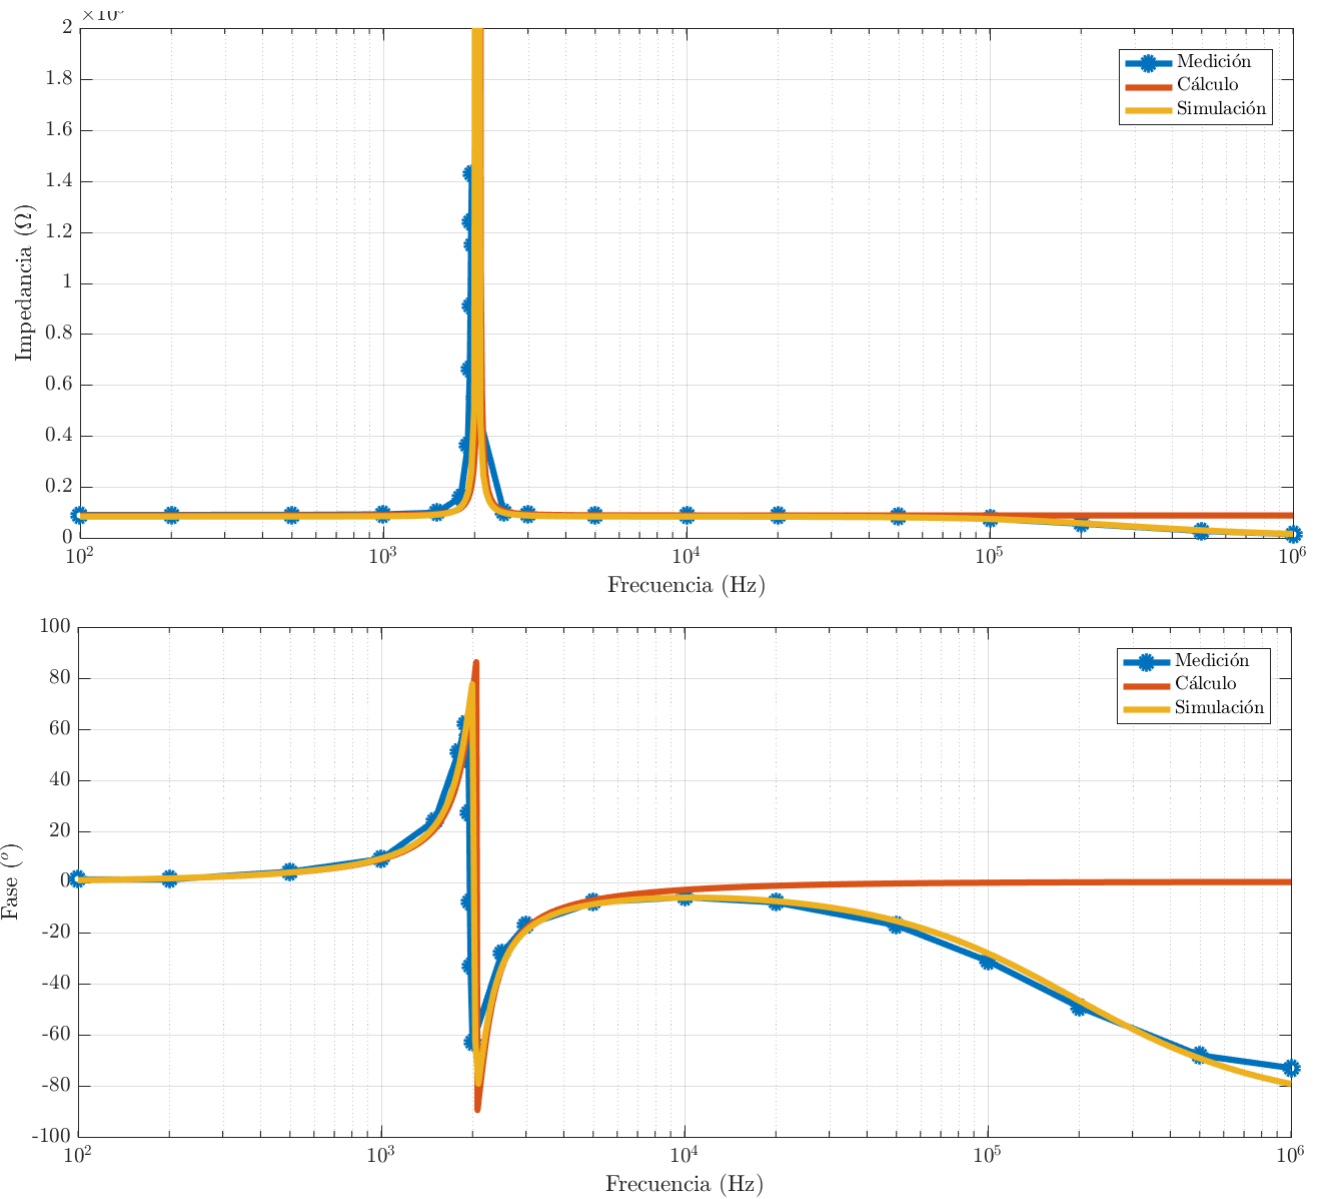 2 ×10
1.8
1.6
1.4
1.2
1
0.8
0.6
0.4
0.2
0
Impedancia (Ω)
Medición
Cálculo
Simulación
10² 10³ 10⁴ 10⁵ 10⁶
Frecuencia (Hz)
100
80
60
40
20
0
-20
-40
-60
-80
-100
Fase (º)
Medición
Cálculo
Simulación
10² 10³ 10⁴ 10⁵ 10⁶
Frecuencia (Hz)